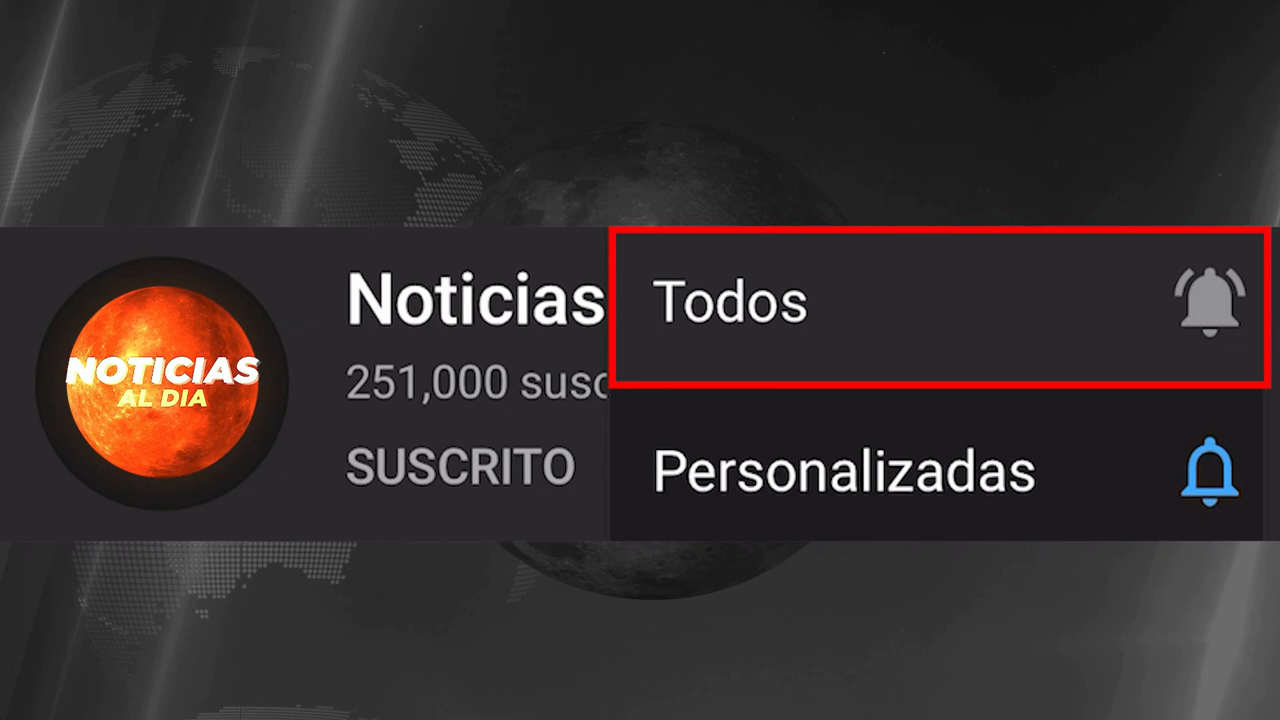 NOTICIAS
AL DIA
Noticias
251,000 susc
SUSCRITO
Todos
Personalizadas